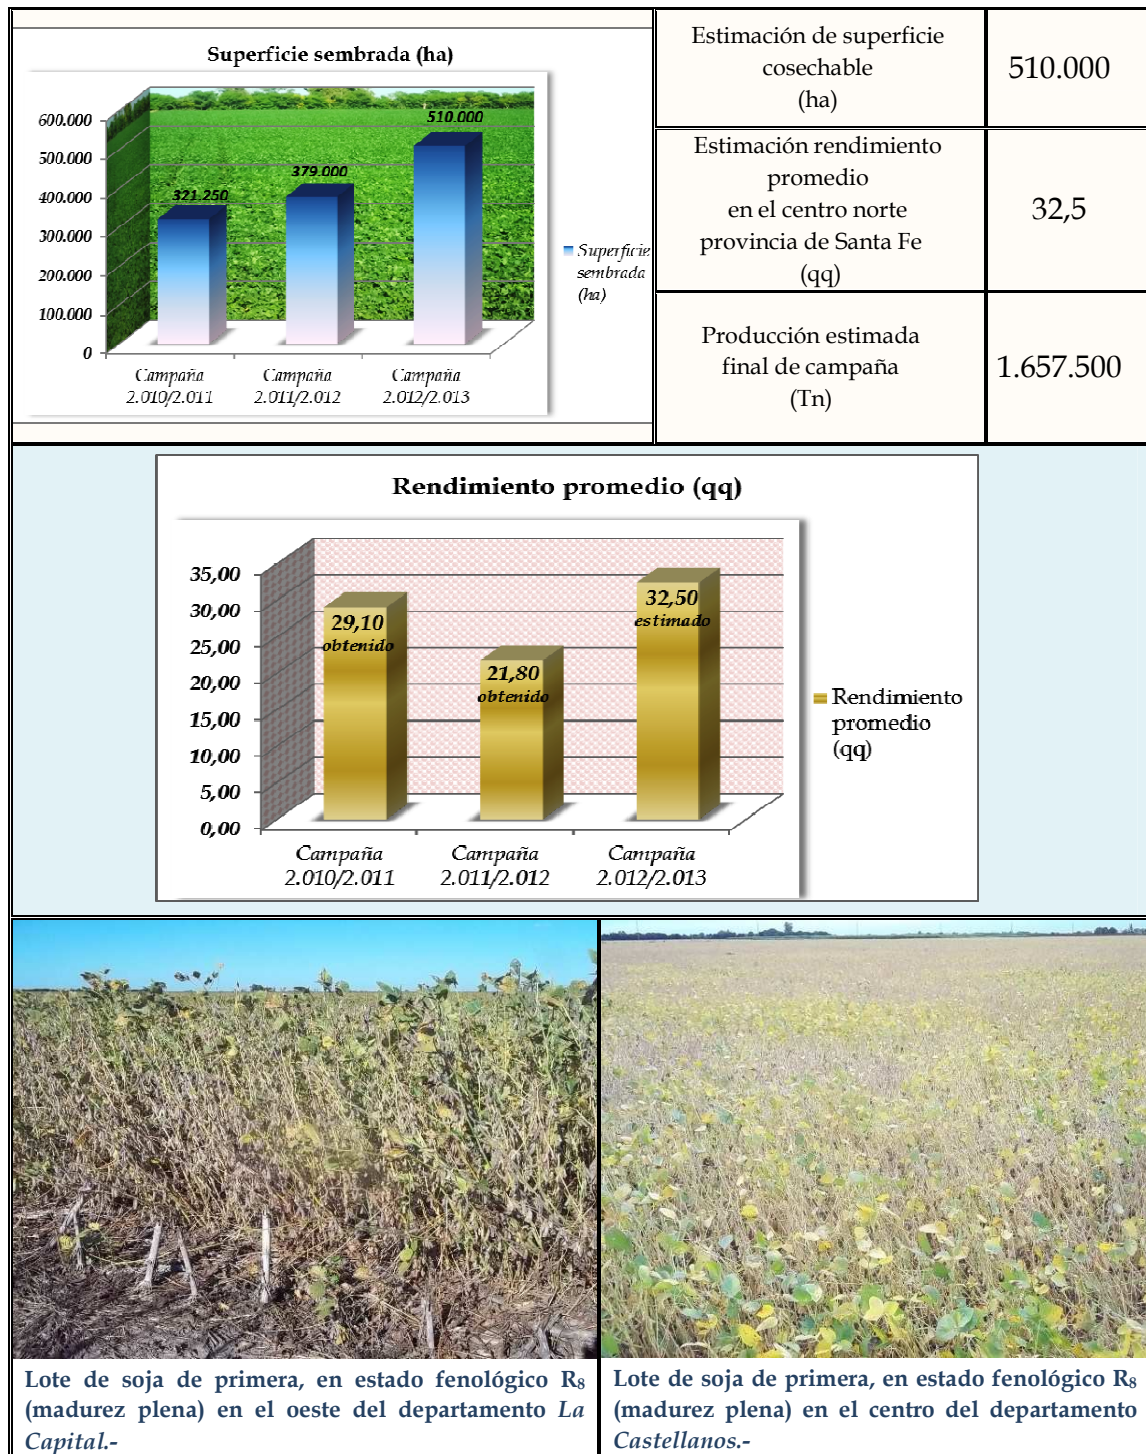 Superficie sembrada (ha)
600.000
500.000
400.000
300.000
200.000
100.000
0
321.250
379.000
510.000
Campaña
2.010/2.011
Campaña
2.011/2.012
Campaña
2.012/2.013
Superficie
sembrada
(ha)
Estimación de superficie
cosechable
(ha)
510.000
Estimación rendimiento
promedio
en el centro norte
provincia de Santa Fe
(qq)
32,5
Producción estimada
final de campaña
(Tn)
1.657.500
Rendimiento promedio (qq)
35,00
30,00
25,00
20,00
15,00
10,00
5,00
0,00
29,10
obtenido
21,80
obtenido
32,50
estimado
Campaña
2.010/2.011
Campaña
2.011/2.012
Campaña
2.012/2.013
Rendimiento
promedio
(qq)
Lote de soja de primera, en estado fenológico R8
(madurez plena) en el oeste del departamento La
Capital.-
Lote de soja de primera, en estado fenológico R8
(madurez plena) en el centro del departamento
Castellanos.-